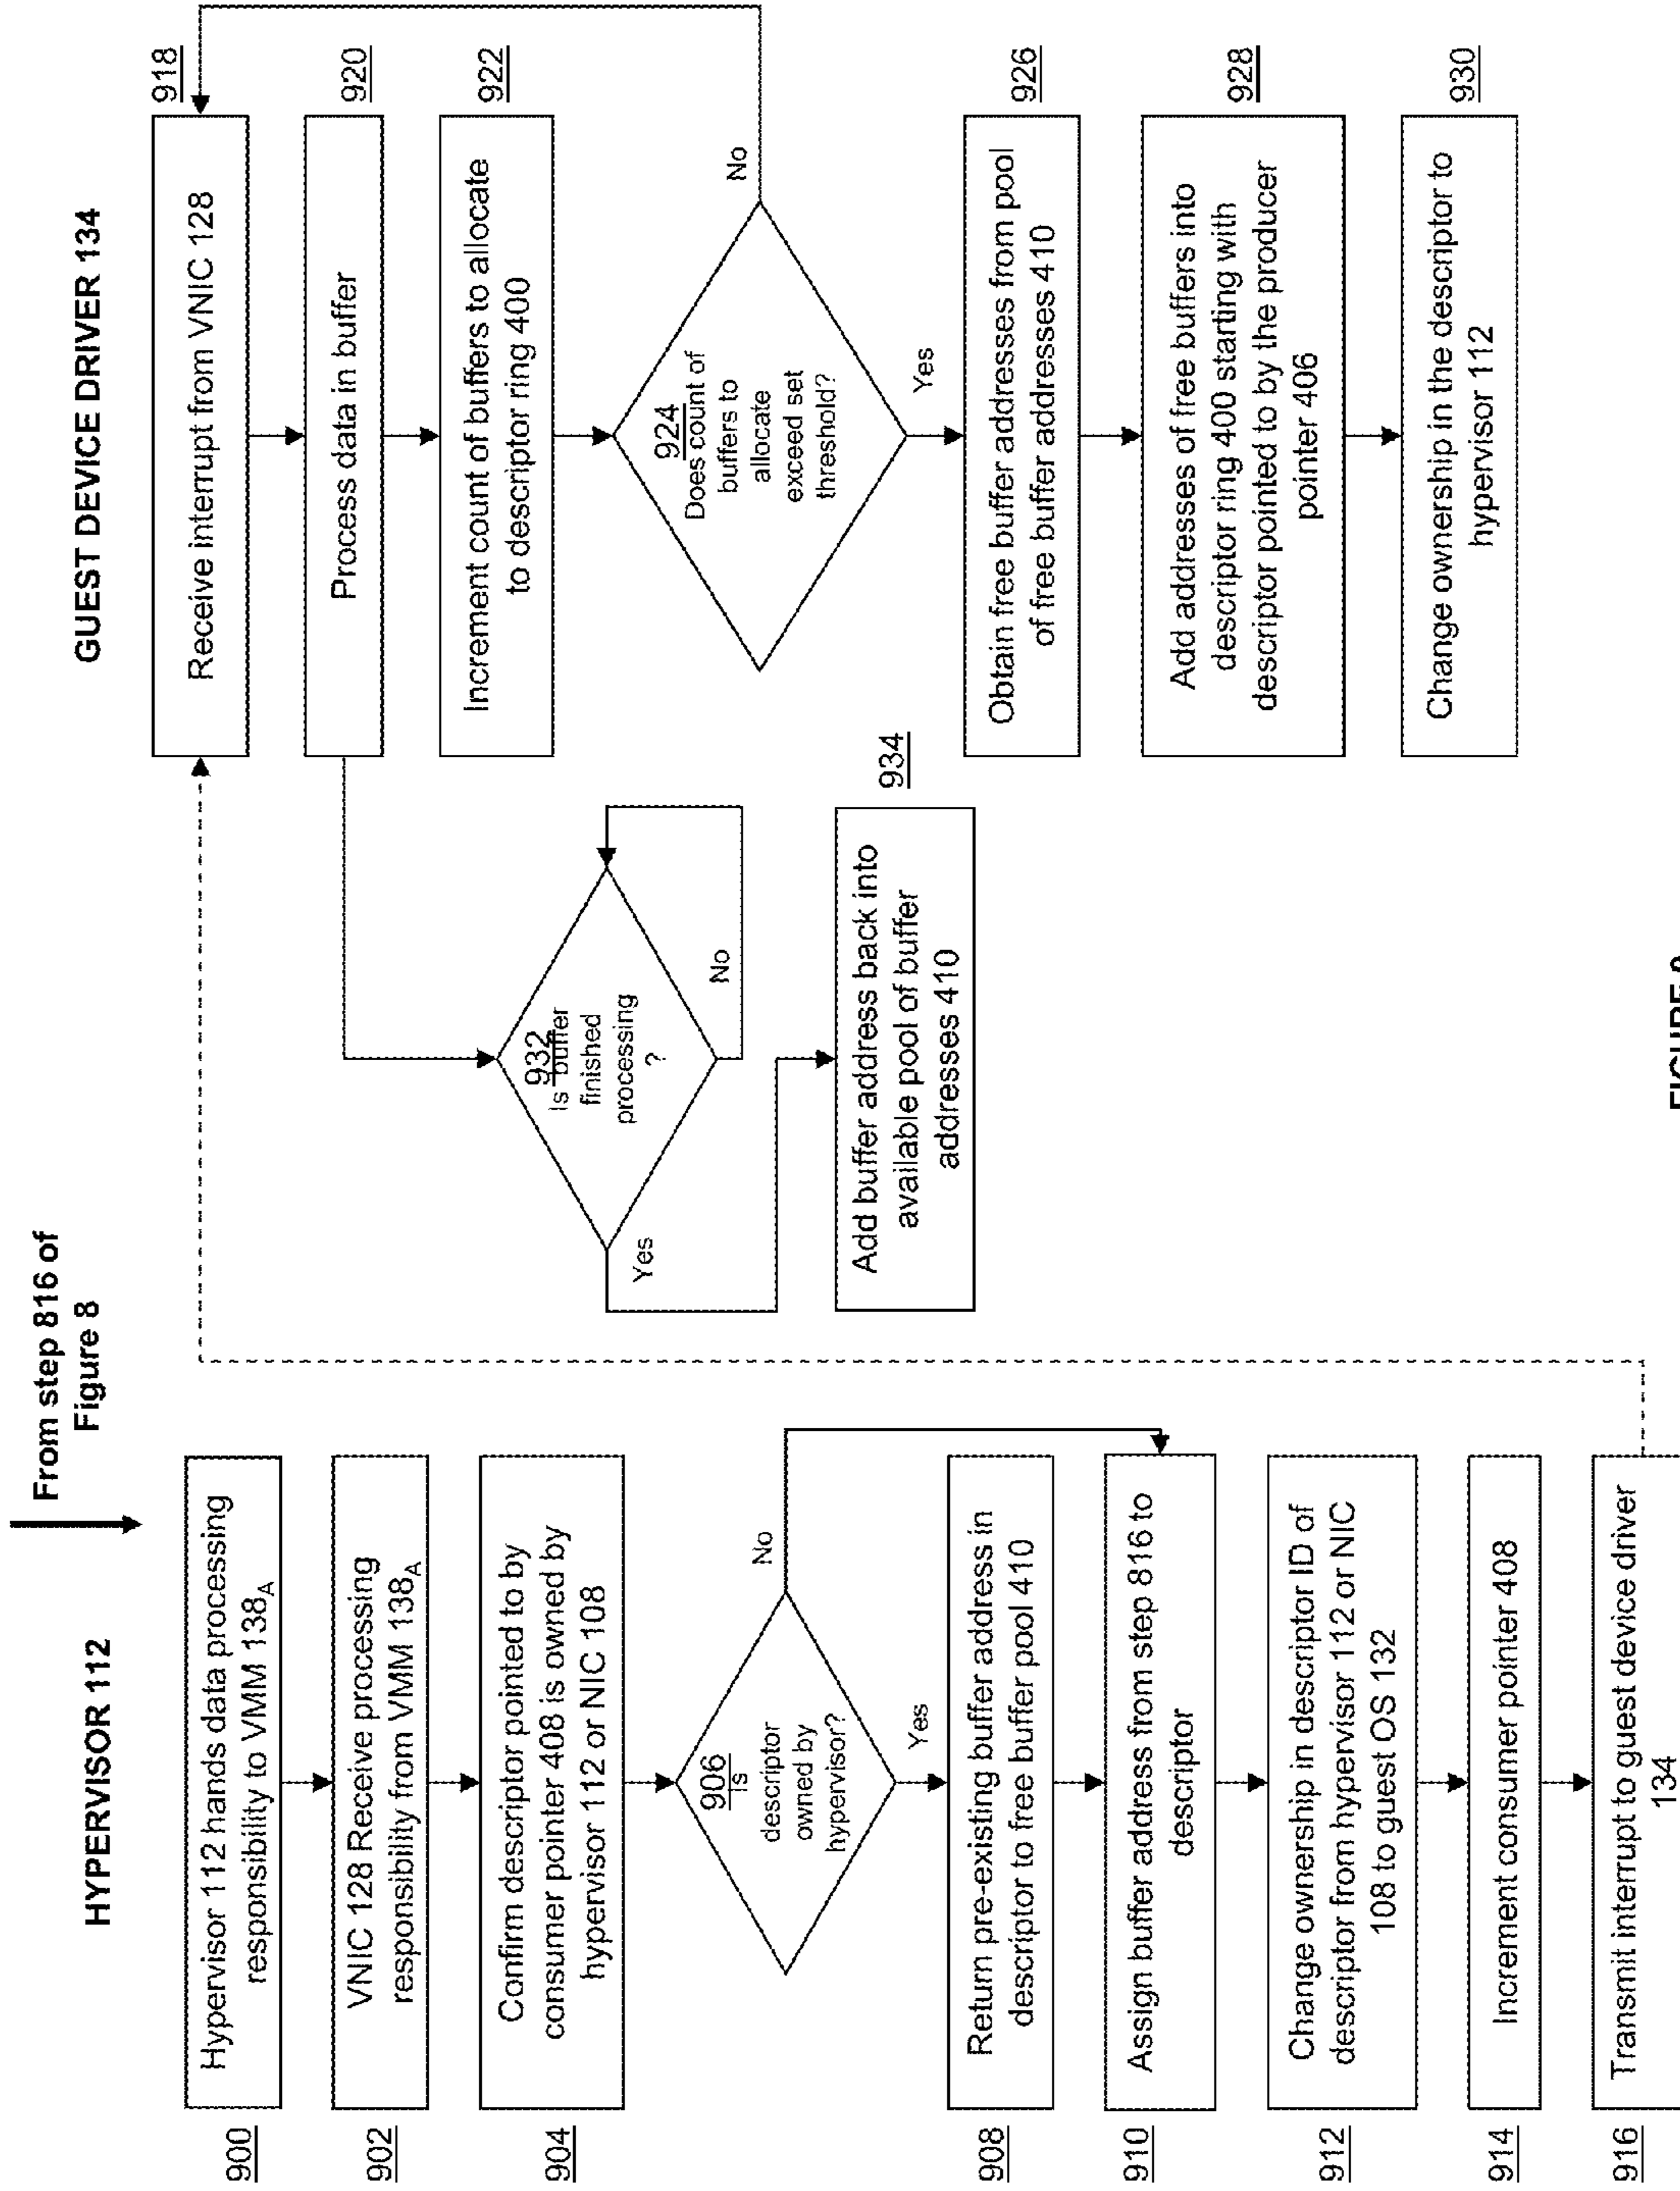 From step 816 of
Figure 8
HYPERVISOR 112
900
Hypervisor 112 hands data processing
responsibility to VMM 138A
902
VNIC 128 Receive processing
responsibility from VMM 138A
904
Confirm descriptor pointed to by
consumer pointer 408 is owned by
hypervisor 112 or NIC 108
906
Is
descriptor
owned by
hypervisor?
No
Yes
908
Return pre-existing buffer address in
descriptor to free buffer pool 410
910
Assign buffer address from step 816 to
descriptor
912
Change ownership in descriptor ID of
descriptor from hypervisor 112 or NIC
108 to guest OS 132
914
Increment consumer pointer 408
916
Transmit interrupt to guest device driver
134
GUEST DEVICE DRIVER 134
918
Receive interrupt from VNIC 128
920
Process data in buffer
922
Increment count of buffers to allocate
to descriptor ring 400
924
Does count of
buffers to
allocate
exceed set
threshold?
No
Yes
926
Obtain free buffer addresses from pool
of free buffer addresses 410
928
Add addresses of free buffers into
descriptor ring 400 starting with
descriptor pointed to by the producer
pointer 406
930
Change ownership in the descriptor to
hypervisor 112
932
Is buffer
finished
processing
?
No
Yes
934
Add buffer address back into
available pool of buffer
addresses 410
FIGURE 9